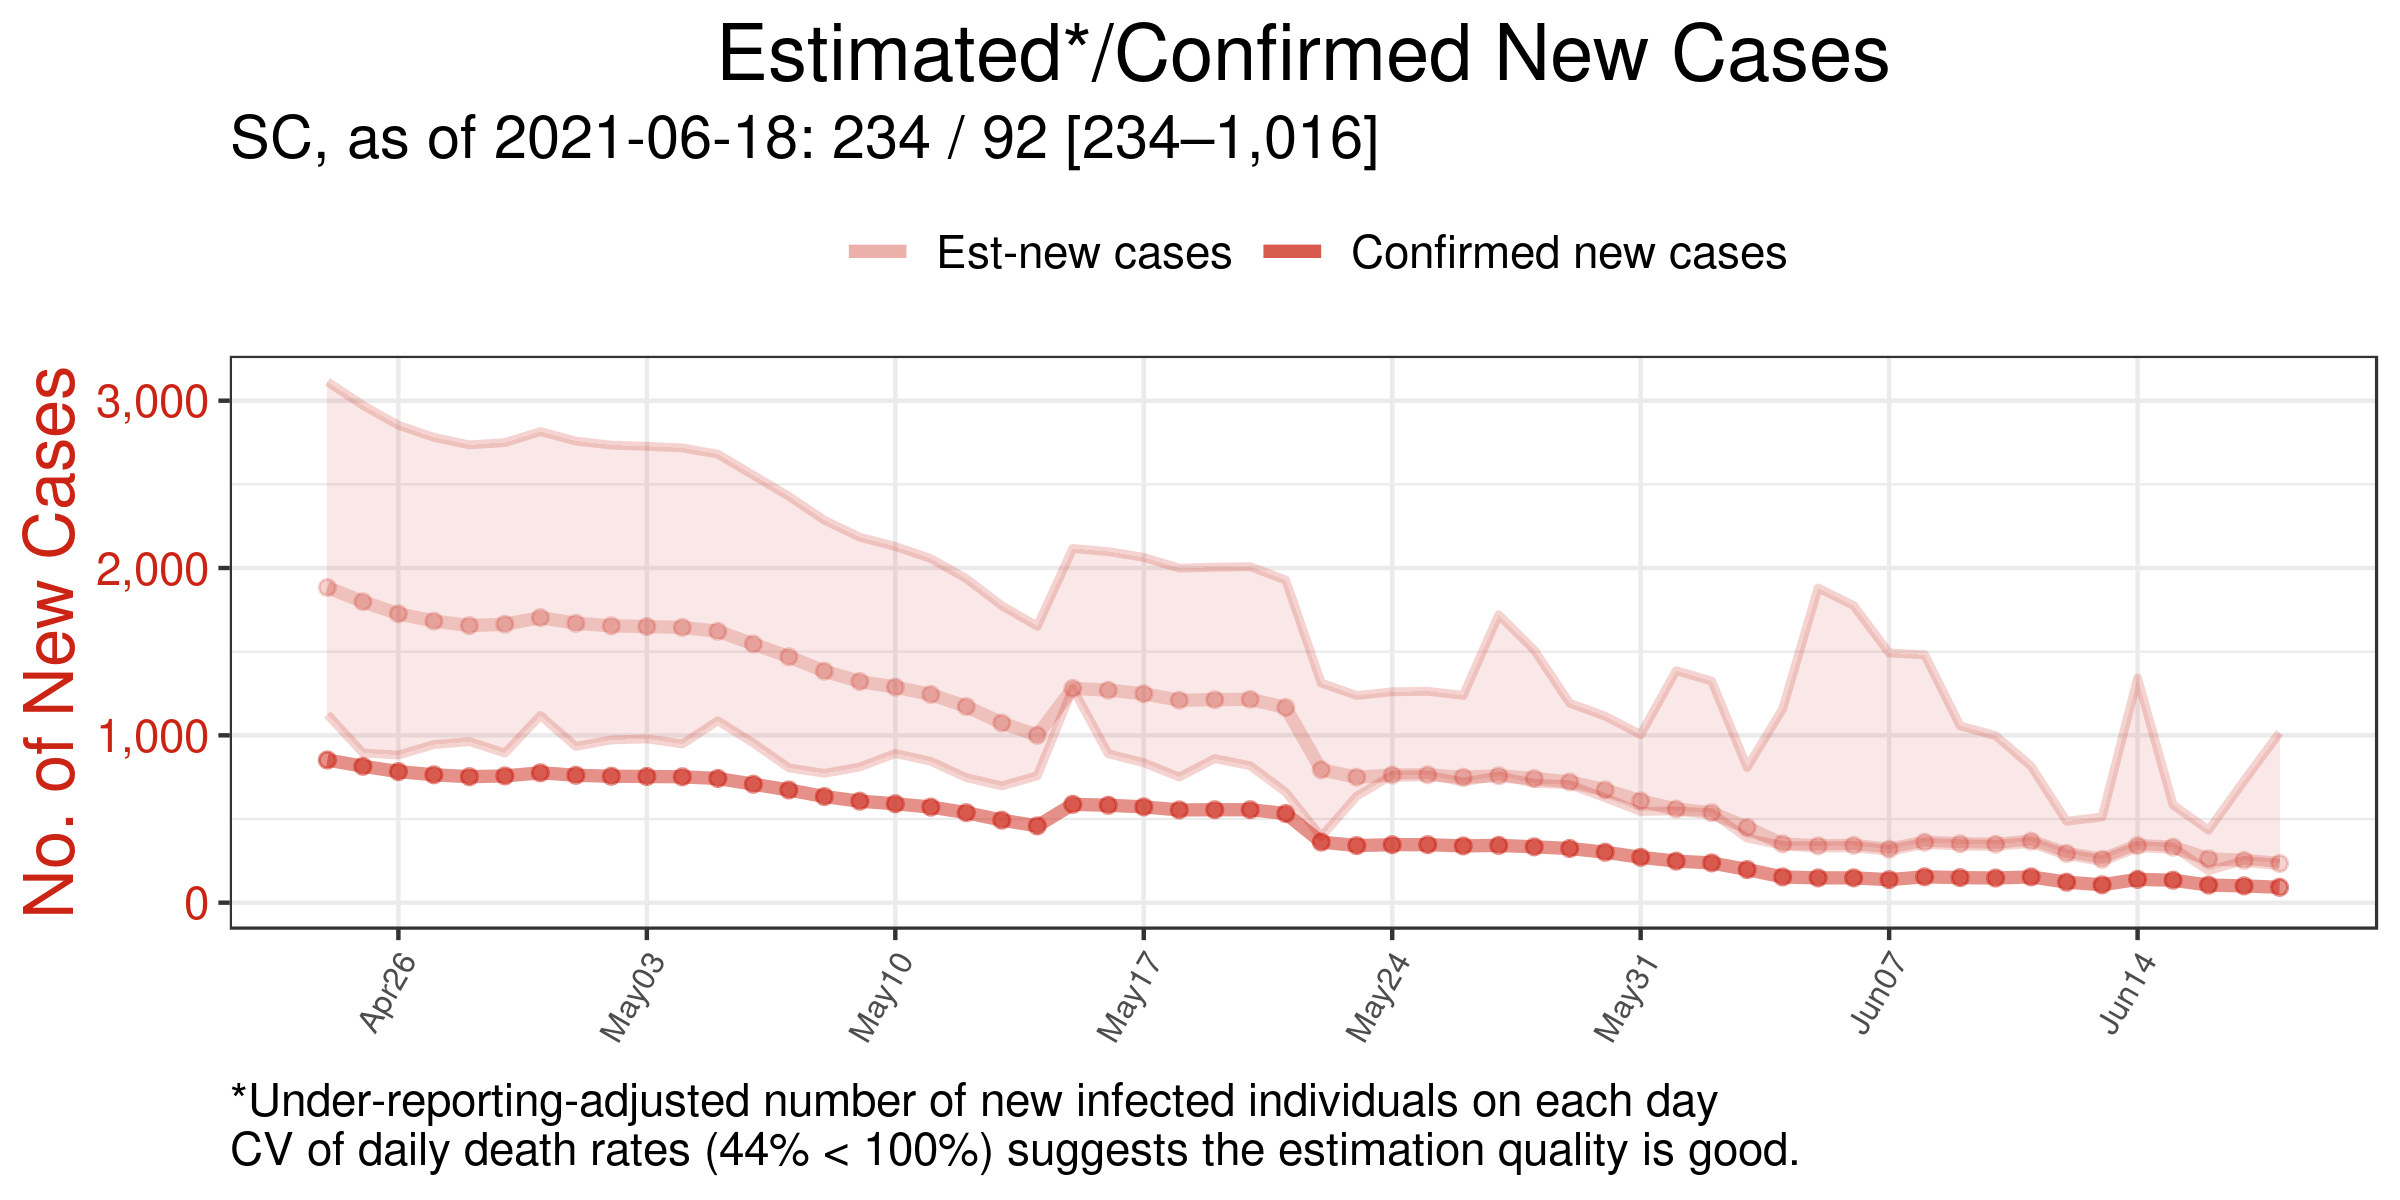 Estimated*/Confirmed New Cases
SC, as of 2021-06-18: 234 / 92 [234–1,016]
Est-new cases
Confirmed new cases
No. of New Cases
3,000
2,000
1,000
0
Apr26
May03
May10
May17
May24
May31
Jun07
Jun14
*Under-reporting-adjusted number of new infected individuals on each day
CV of daily death rates (44% < 100%) suggests the estimation quality is good.